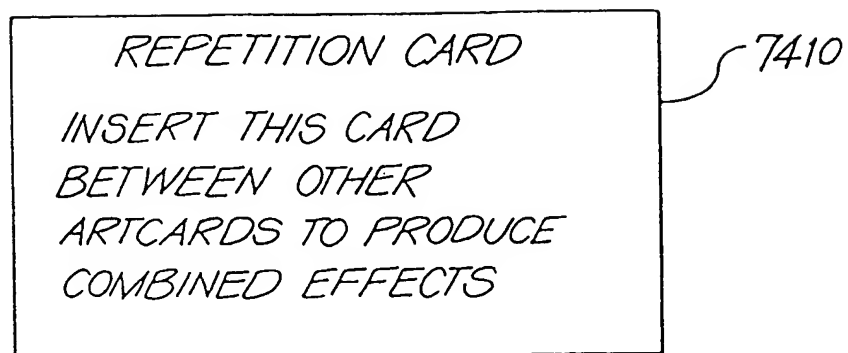 REPETITION CARD
7410
INSERT THIS CARD
BETWEEN OTHER
ARTCARDS TO PRODUCE
COMBINED EFFECTS